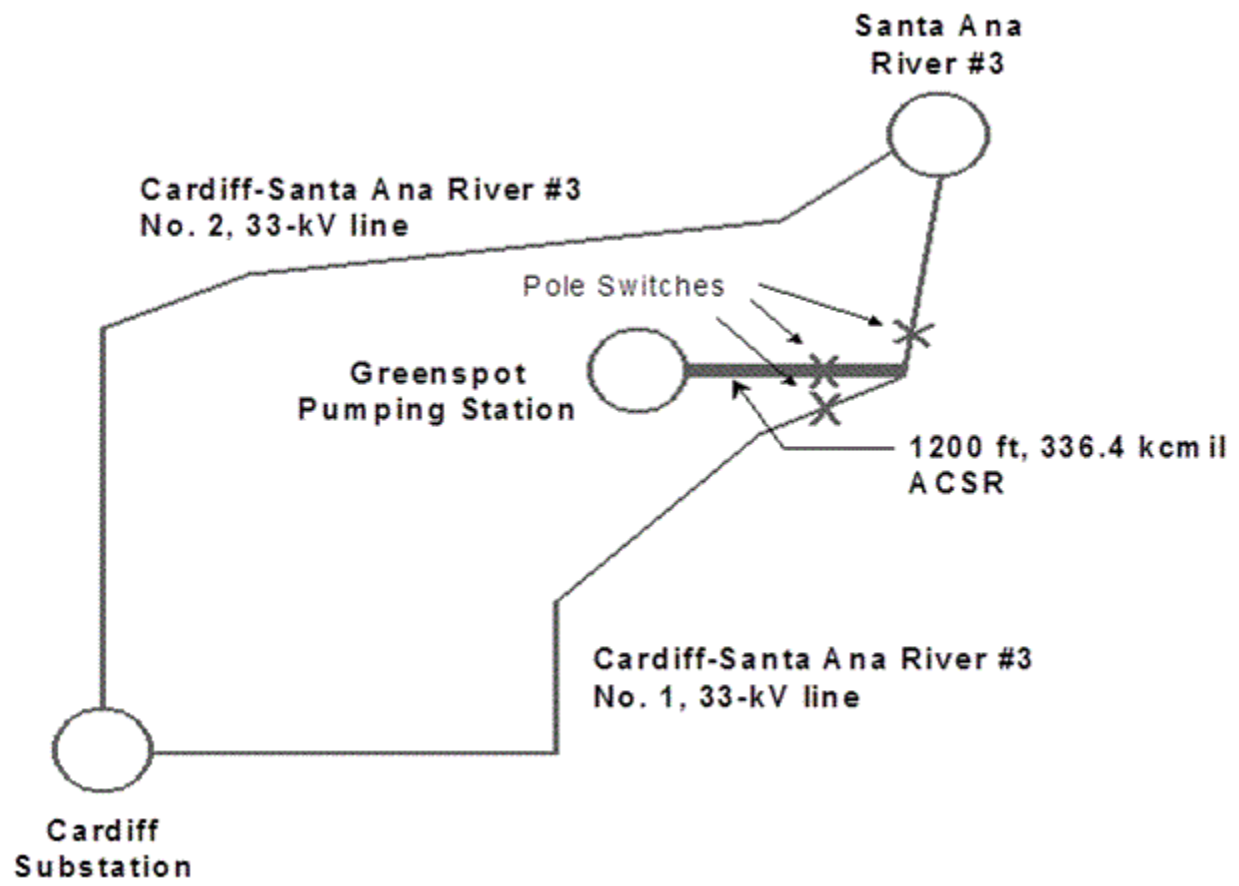 Santa Ana
River #3
Cardiff-Santa Ana River #3
No. 2, 33-kV line
Pole Switches
Greenspot
Pumping Station
1200 ft, 336.4 kcmil
ACSR
Cardiff-Santa Ana River #3
No. 1, 33-kV line
Cardiff
Substation